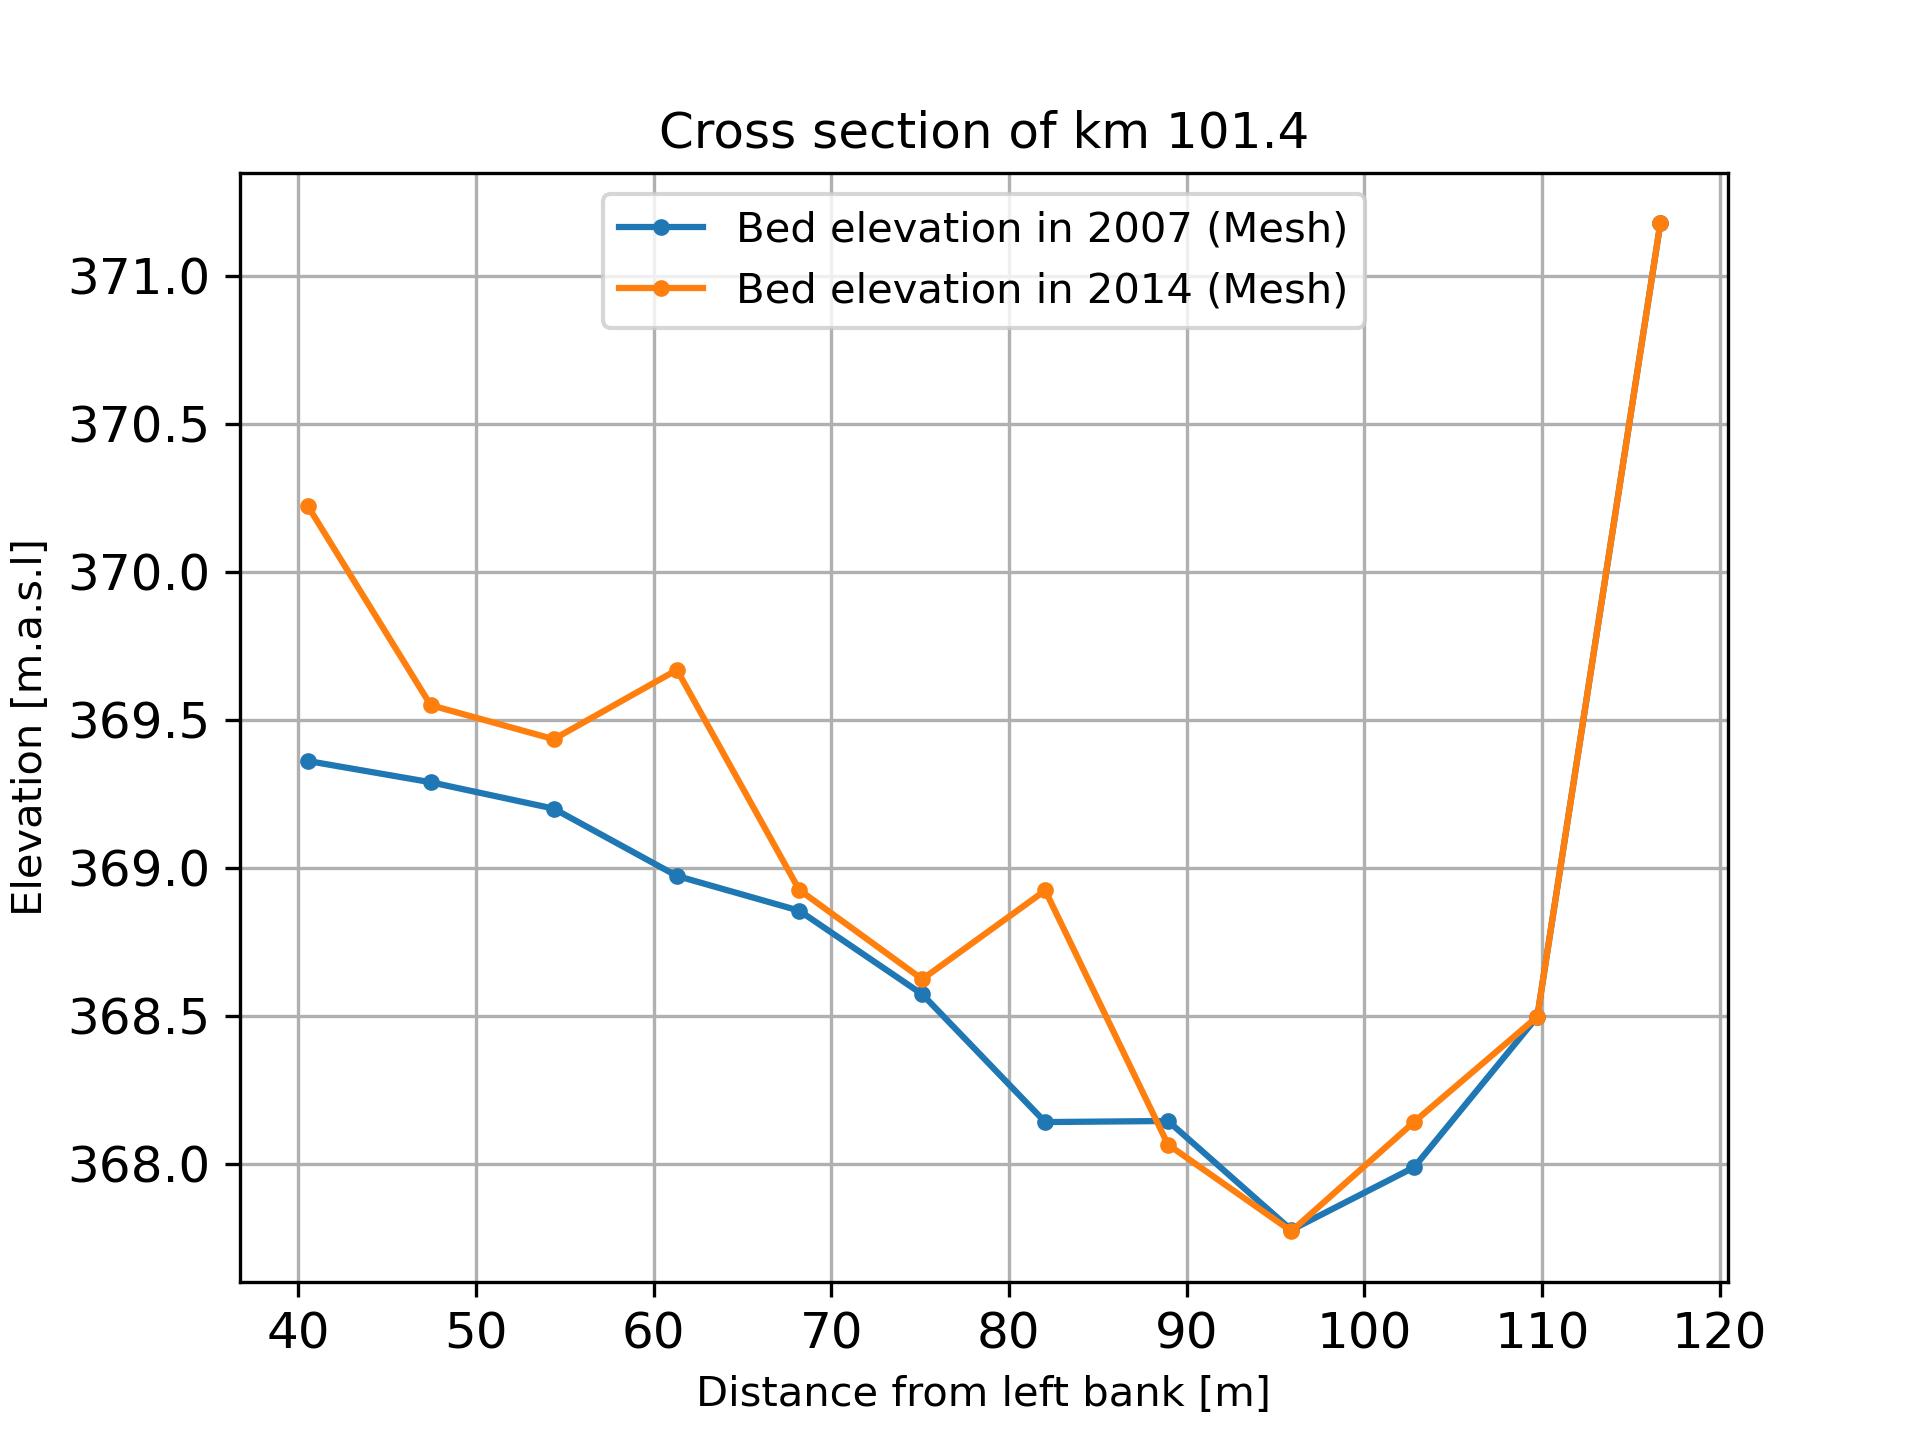 Cross section of km 101.4
Bed elevation in 2007 (Mesh)
Bed elevation in 2014 (Mesh)
371.0
370.5
370.0
369.5
369.0
368.5
368.0
Elevation [m.a.s.l]
40 50 60 70 80 90 100 110 120
Distance from left bank [m]